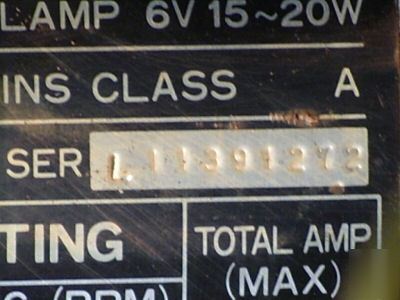 LAMP 6V 15~20W
INS CLASS A
SER. L11391272
TING TOTAL AMP
(MAX)